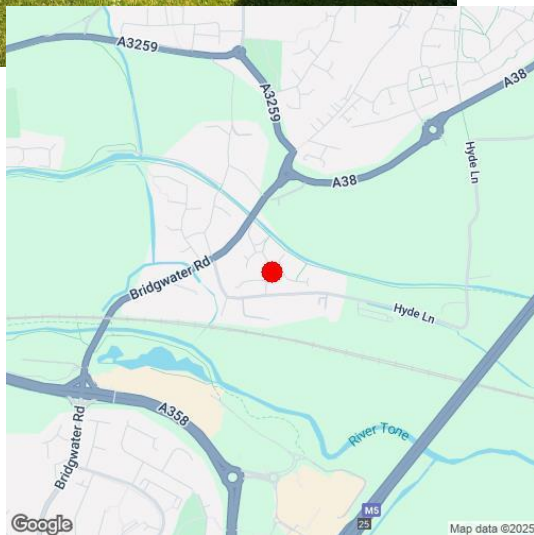 A3259
A3259
A38
A38
Hyde Ln
Bridgwater Rd
Hyde Ln
A358
Bridgwater Rd
River Tone
M5
25
Google
Map data ©2025